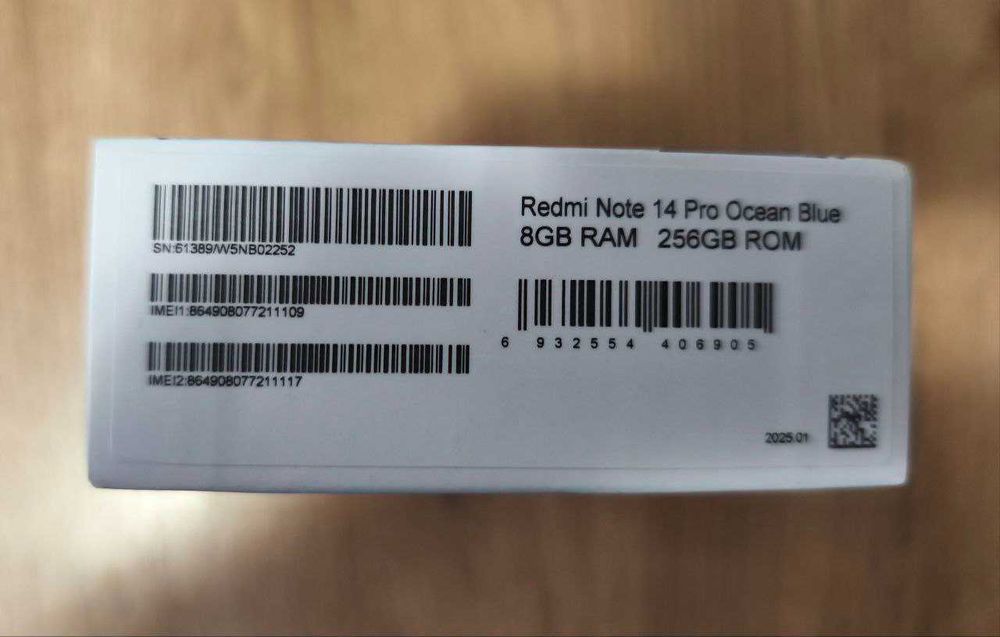 SN:61389/W5NB02252
IMEI1:864908077211109
IMEI2:864908077211117
Redmi Note 14 Pro Ocean Blue
8GB RAM 256GB ROM
6 932554 406905
2025.01